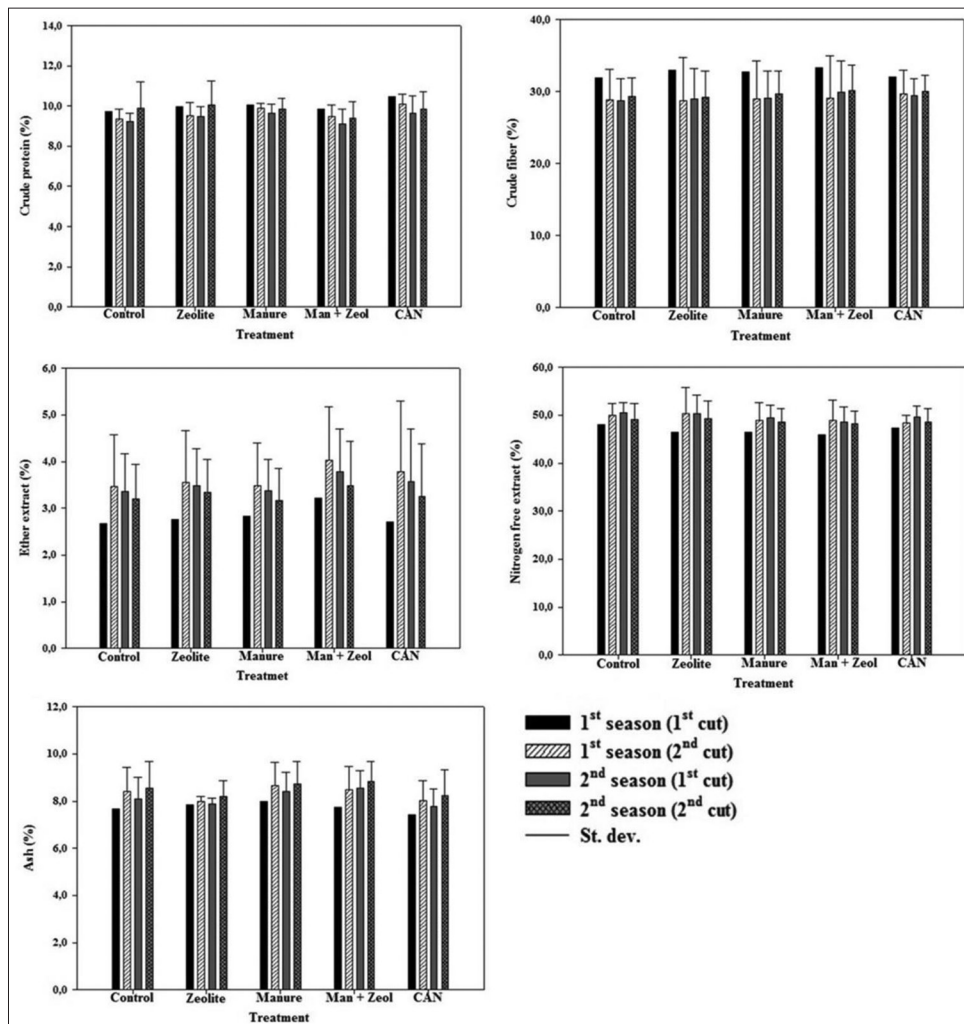 Crude protein (%)
14,0
12,0
10,0
8,0
6,0
4,0
2,0
0,0
Control Zeolite Manure Man + Zeol CAN
Treatment
Crude fiber (%)
40,0
30,0
20,0
10,0
0,0
Control Zeolite Manure Man + Zeol CAN
Treatment
Ether extract (%)
6,0
5,0
4,0
3,0
2,0
1,0
0,0
Control Zeolite Manure Man + Zeol CAN
Treatmet
Nitrogen free extract (%)
60,0
50,0
40,0
30,0
20,0
10,0
0,0
Control Zeolite Manure Man + Zeol CAN
Treatment
Ash (%)
12,0
10,0
8,0
6,0
4,0
2,0
0,0
Control Zeolite Manure Man + Zeol CAN
Treatment
1st season (1st cut)
1st season (2nd cut)
2nd season (1st cut)
2nd season (2nd cut)
St. dev.